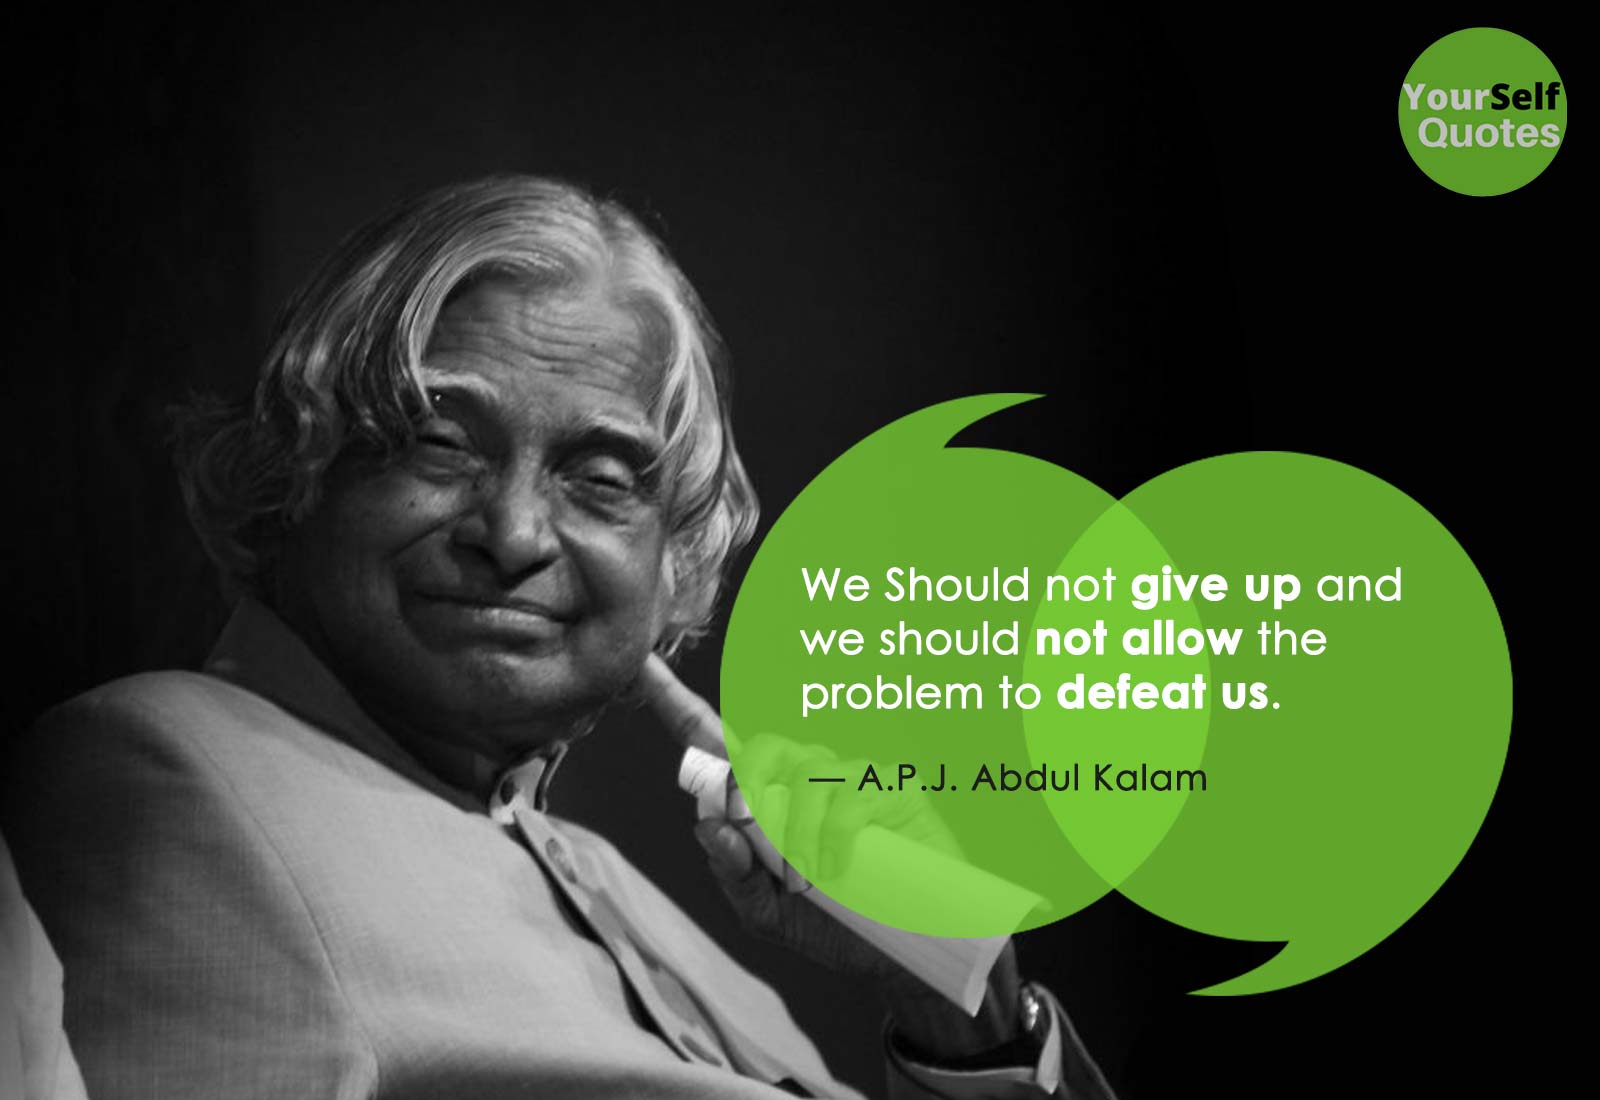 YourSelf
Quotes
We Should not give up and
we should not allow the
problem to defeat us.
— A.P.J. Abdul Kalam